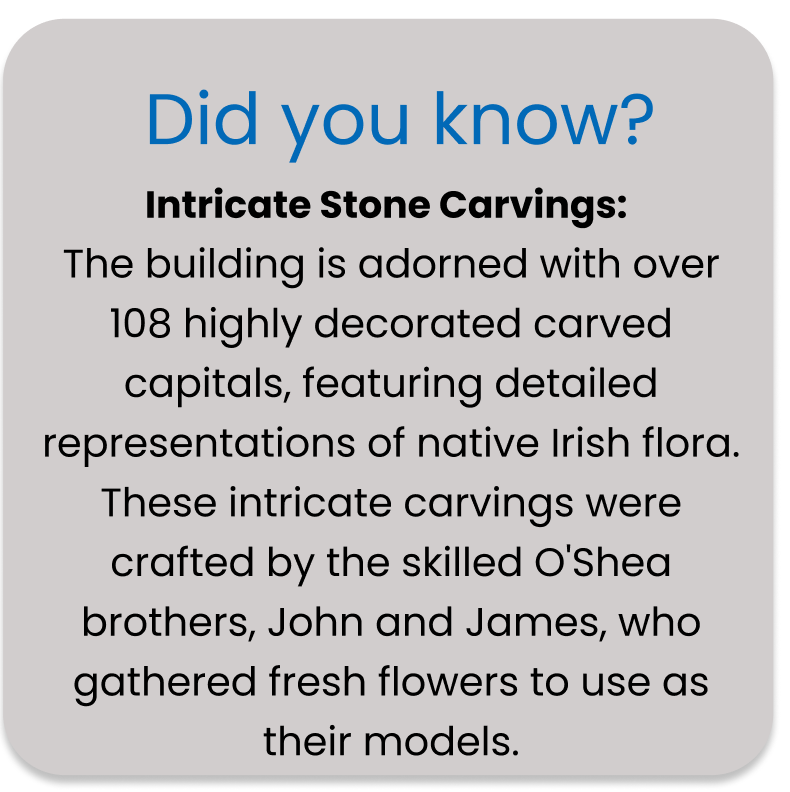 Did you know?
Intricate Stone Carvings:
The building is adorned with over
108 highly decorated carved
capitals, featuring detailed
representations of native Irish flora.
These intricate carvings were
crafted by the skilled O'Shea
brothers, John and James, who
gathered fresh flowers to use as
their models.